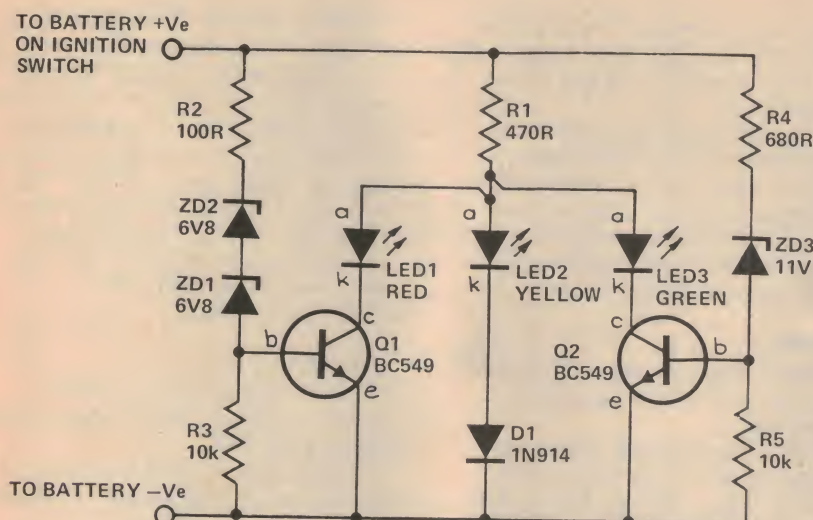 TO BATTERY +Ve
ON IGNITION
SWITCH
R2
100R
R1
470R
R4
680R
ZD2
6V8
ZD1
6V8
a
k
LED1
RED
a
k
LED2
YELLOW
a
k
LED3
GREEN
ZD3
11V
b
c
e
Q1
BC549
c
b
e
Q2
BC549
R3
10k
D1
1N914
R5
10k
TO BATTERY –Ve